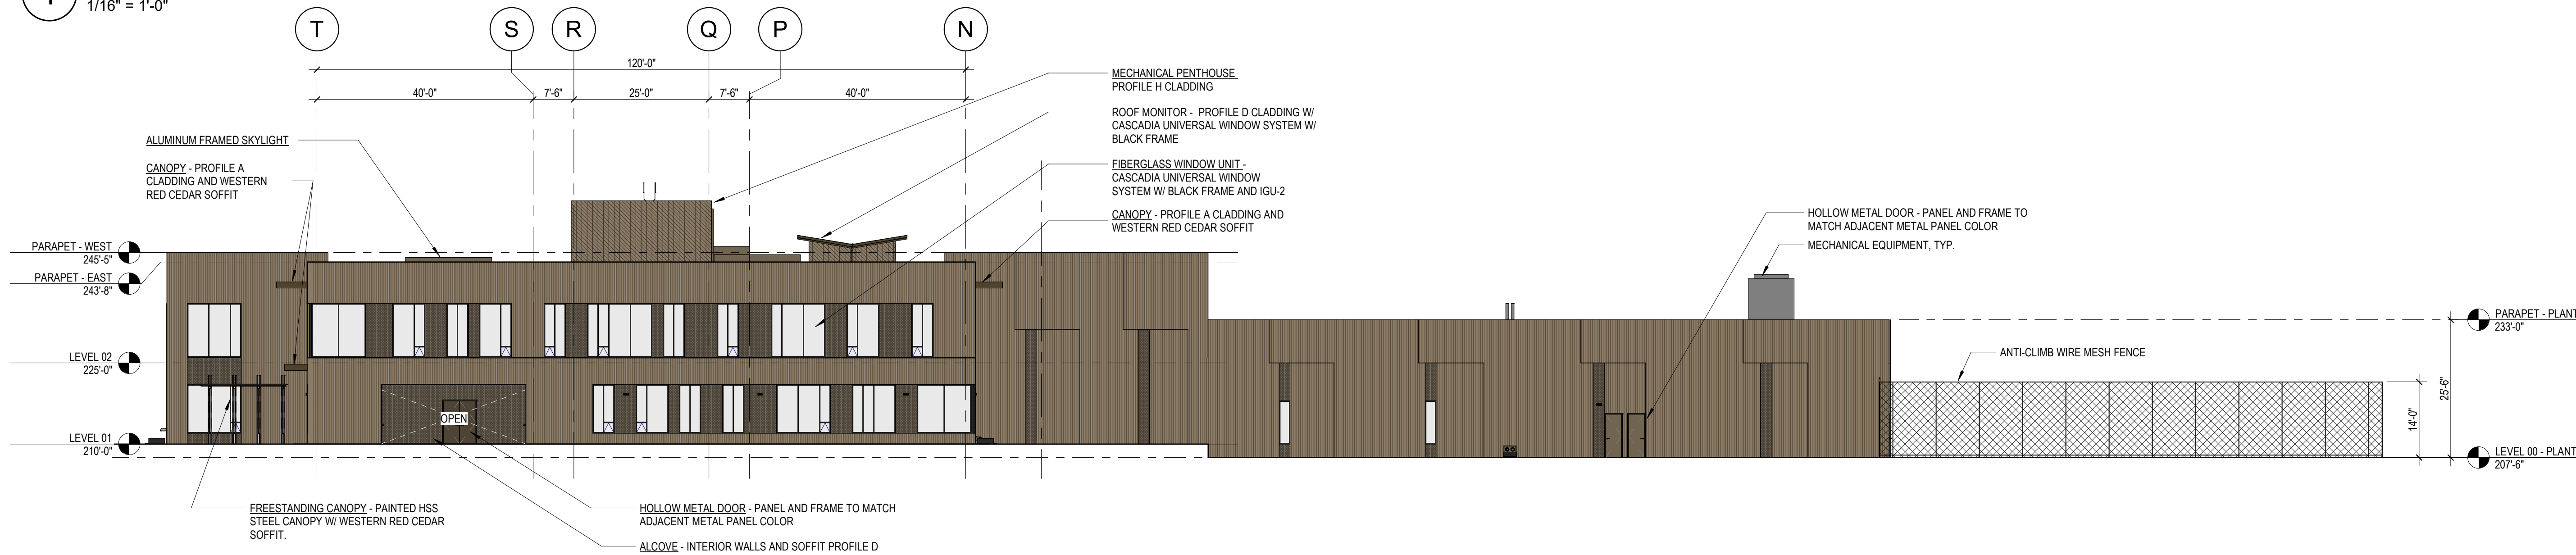 1/16" = 1'-0"
T
S
R
Q
P
N
120'-0"
40'-0"
7'-6"
25'-0"
7'-6"
40'-0"
MECHANICAL PENTHOUSE
PROFILE H CLADDING
ROOF MONITOR - PROFILE D CLADDING W/
CASCADIA UNIVERSAL WINDOW SYSTEM W/
BLACK FRAME
FIBERGLASS WINDOW UNIT -
CASCADIA UNIVERSAL WINDOW
SYSTEM W/ BLACK FRAME AND IGU-2
CANOPY - PROFILE A CLADDING AND
WESTERN RED CEDAR SOFFIT
ALUMINUM FRAMED SKYLIGHT
CANOPY - PROFILE A
CLADDING AND WESTERN
RED CEDAR SOFFIT
HOLLOW METAL DOOR - PANEL AND FRAME TO
MATCH ADJACENT METAL PANEL COLOR
MECHANICAL EQUIPMENT, TYP.
PARAPET - WEST
245'-5"
PARAPET - EAST
243'-8"
LEVEL 02
225'-0"
LEVEL 01
210'-0"
OPEN
PARAPET - PLANT
233'-0"
ANTI-CLIMB WIRE MESH FENCE
14'-0"
25'-6"
LEVEL 00 - PLANT
207'-6"
FREESTANDING CANOPY - PAINTED HSS
STEEL CANOPY W/ WESTERN RED CEDAR
SOFFIT.
HOLLOW METAL DOOR - PANEL AND FRAME TO MATCH
ADJACENT METAL PANEL COLOR
ALCOVE - INTERIOR WALLS AND SOFFIT PROFILE D